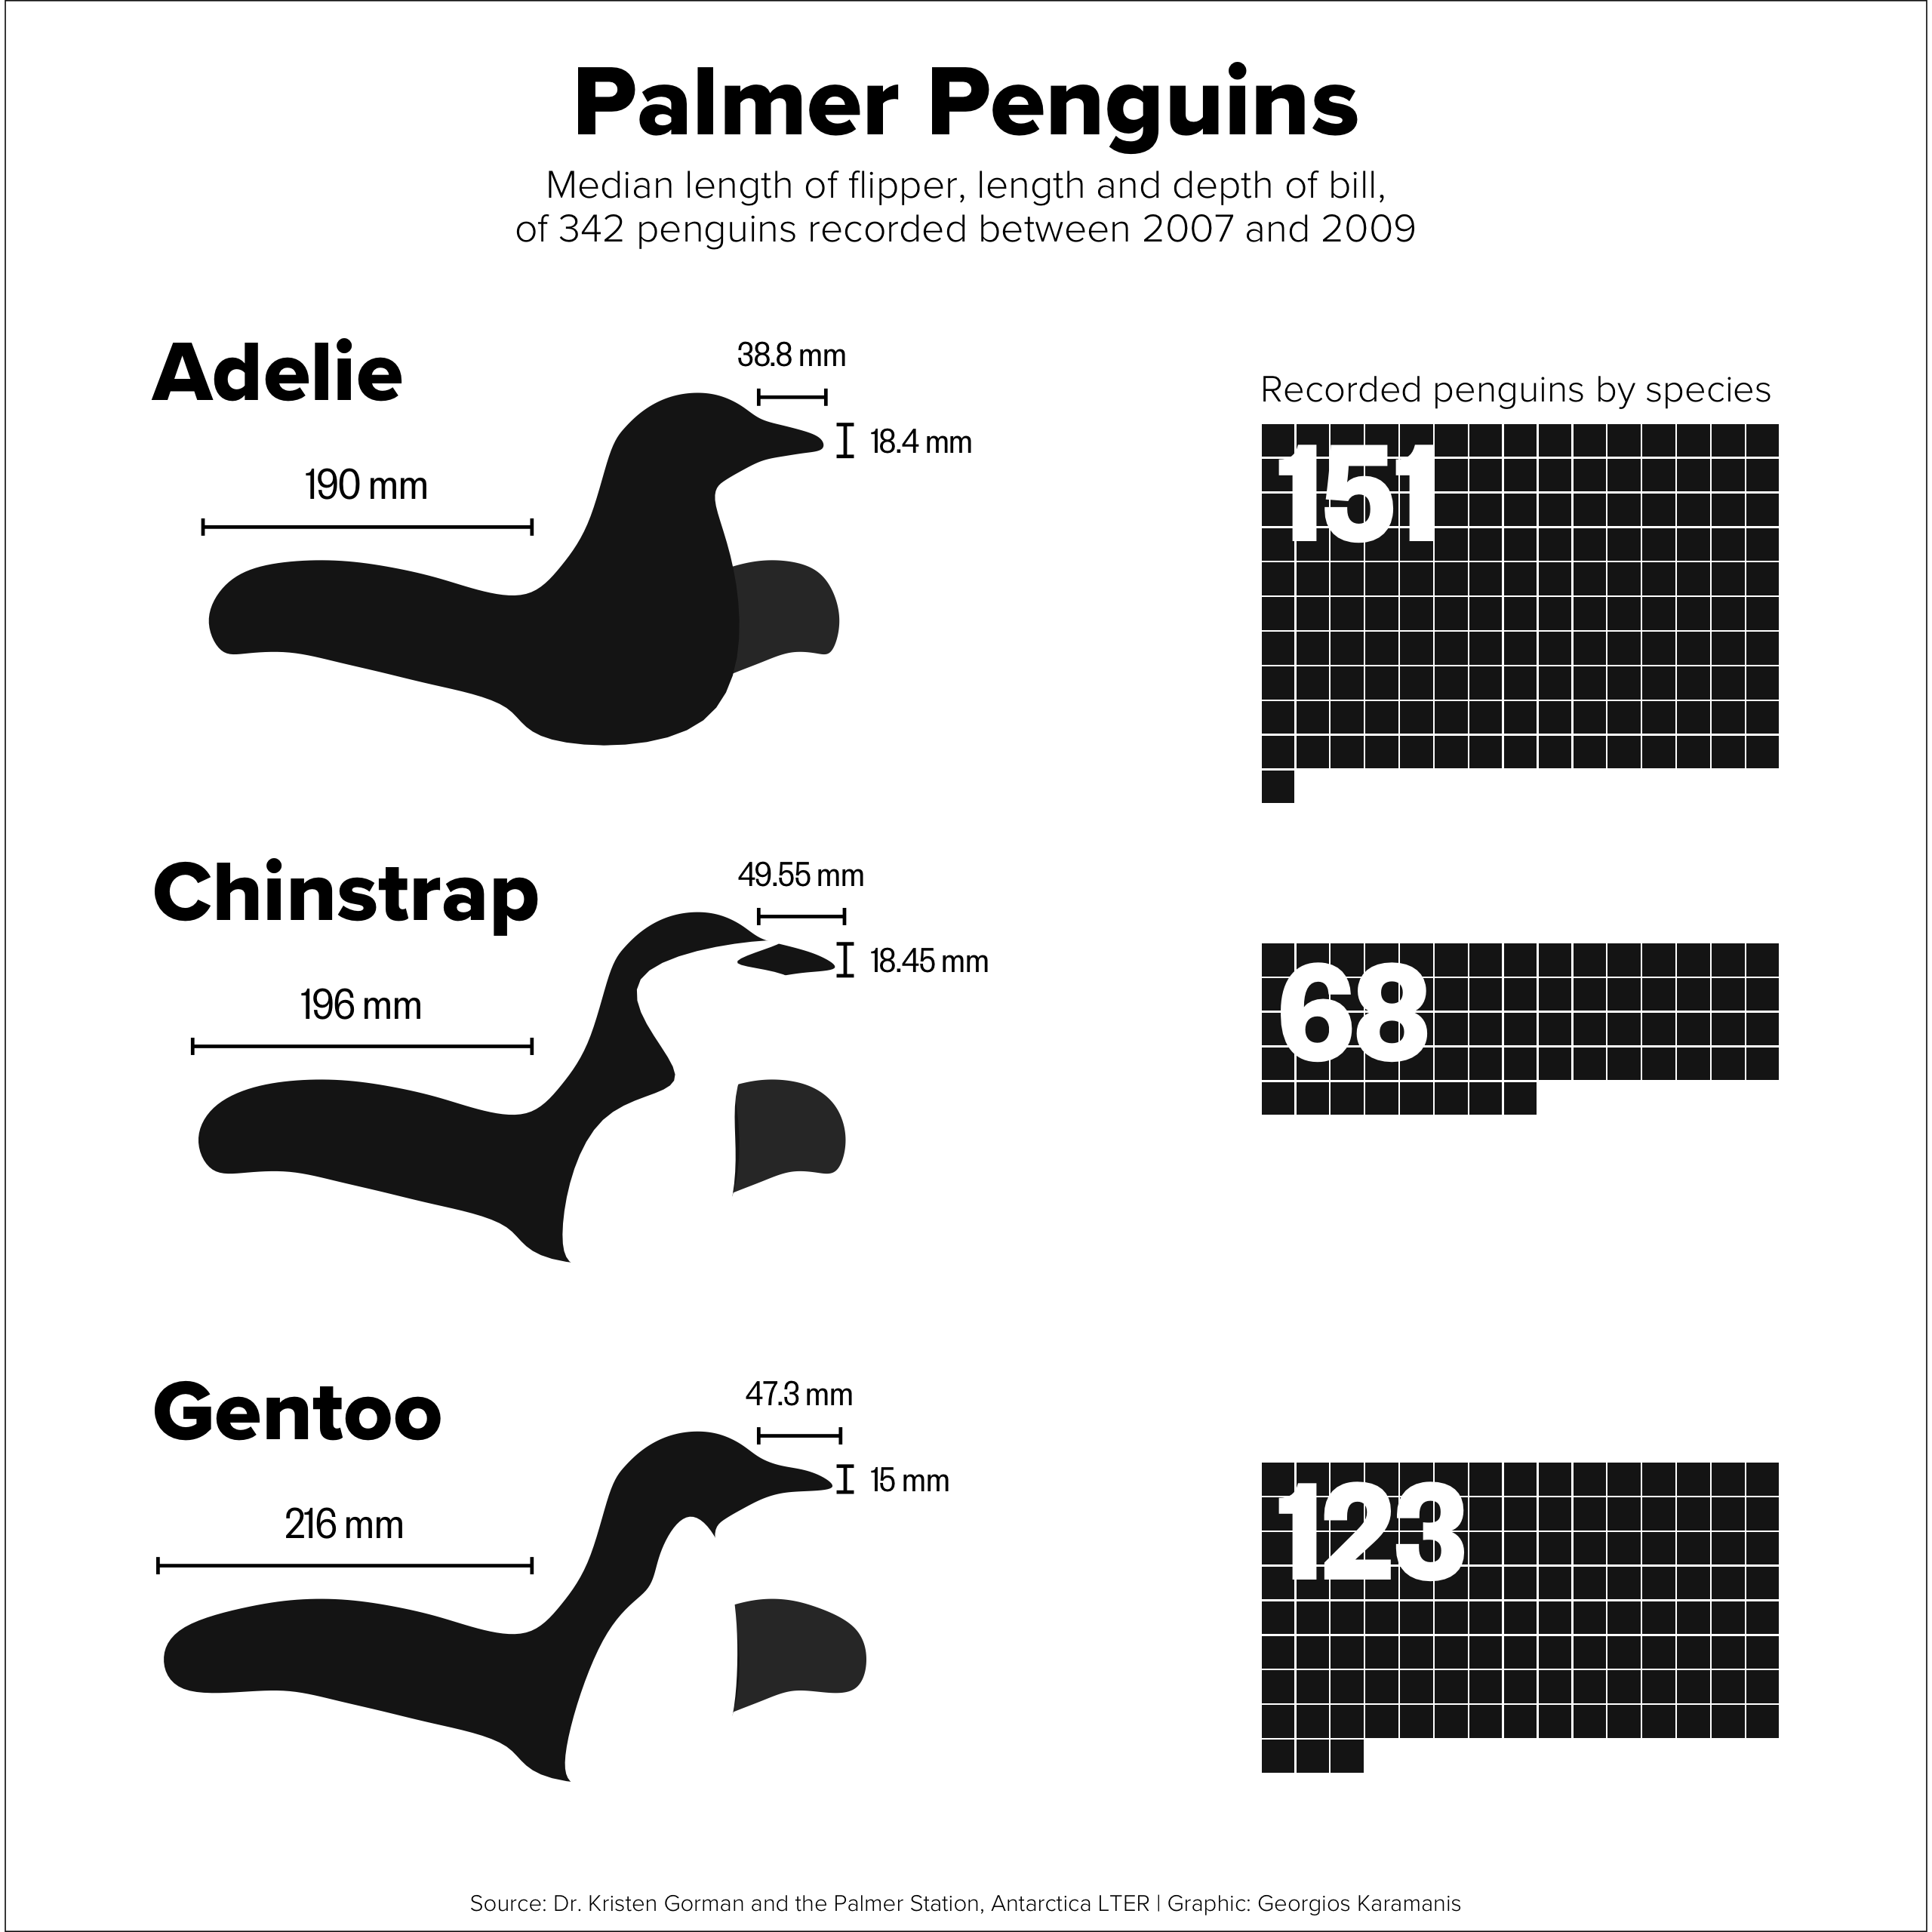 Palmer Penguins
Median length of flipper, length and depth of bill,
of 342 penguins recorded between 2007 and 2009
Adelie
38.8 mm
18.4 mm
190 mm
Recorded penguins by species
151
Chinstrap
49.55 mm
18.45 mm
196 mm
68
Gentoo
47.3 mm
15 mm
216 mm
123
Source: Dr. Kristen Gorman and the Palmer Station, Antarctica LTER | Graphic: Georgios Karamanis